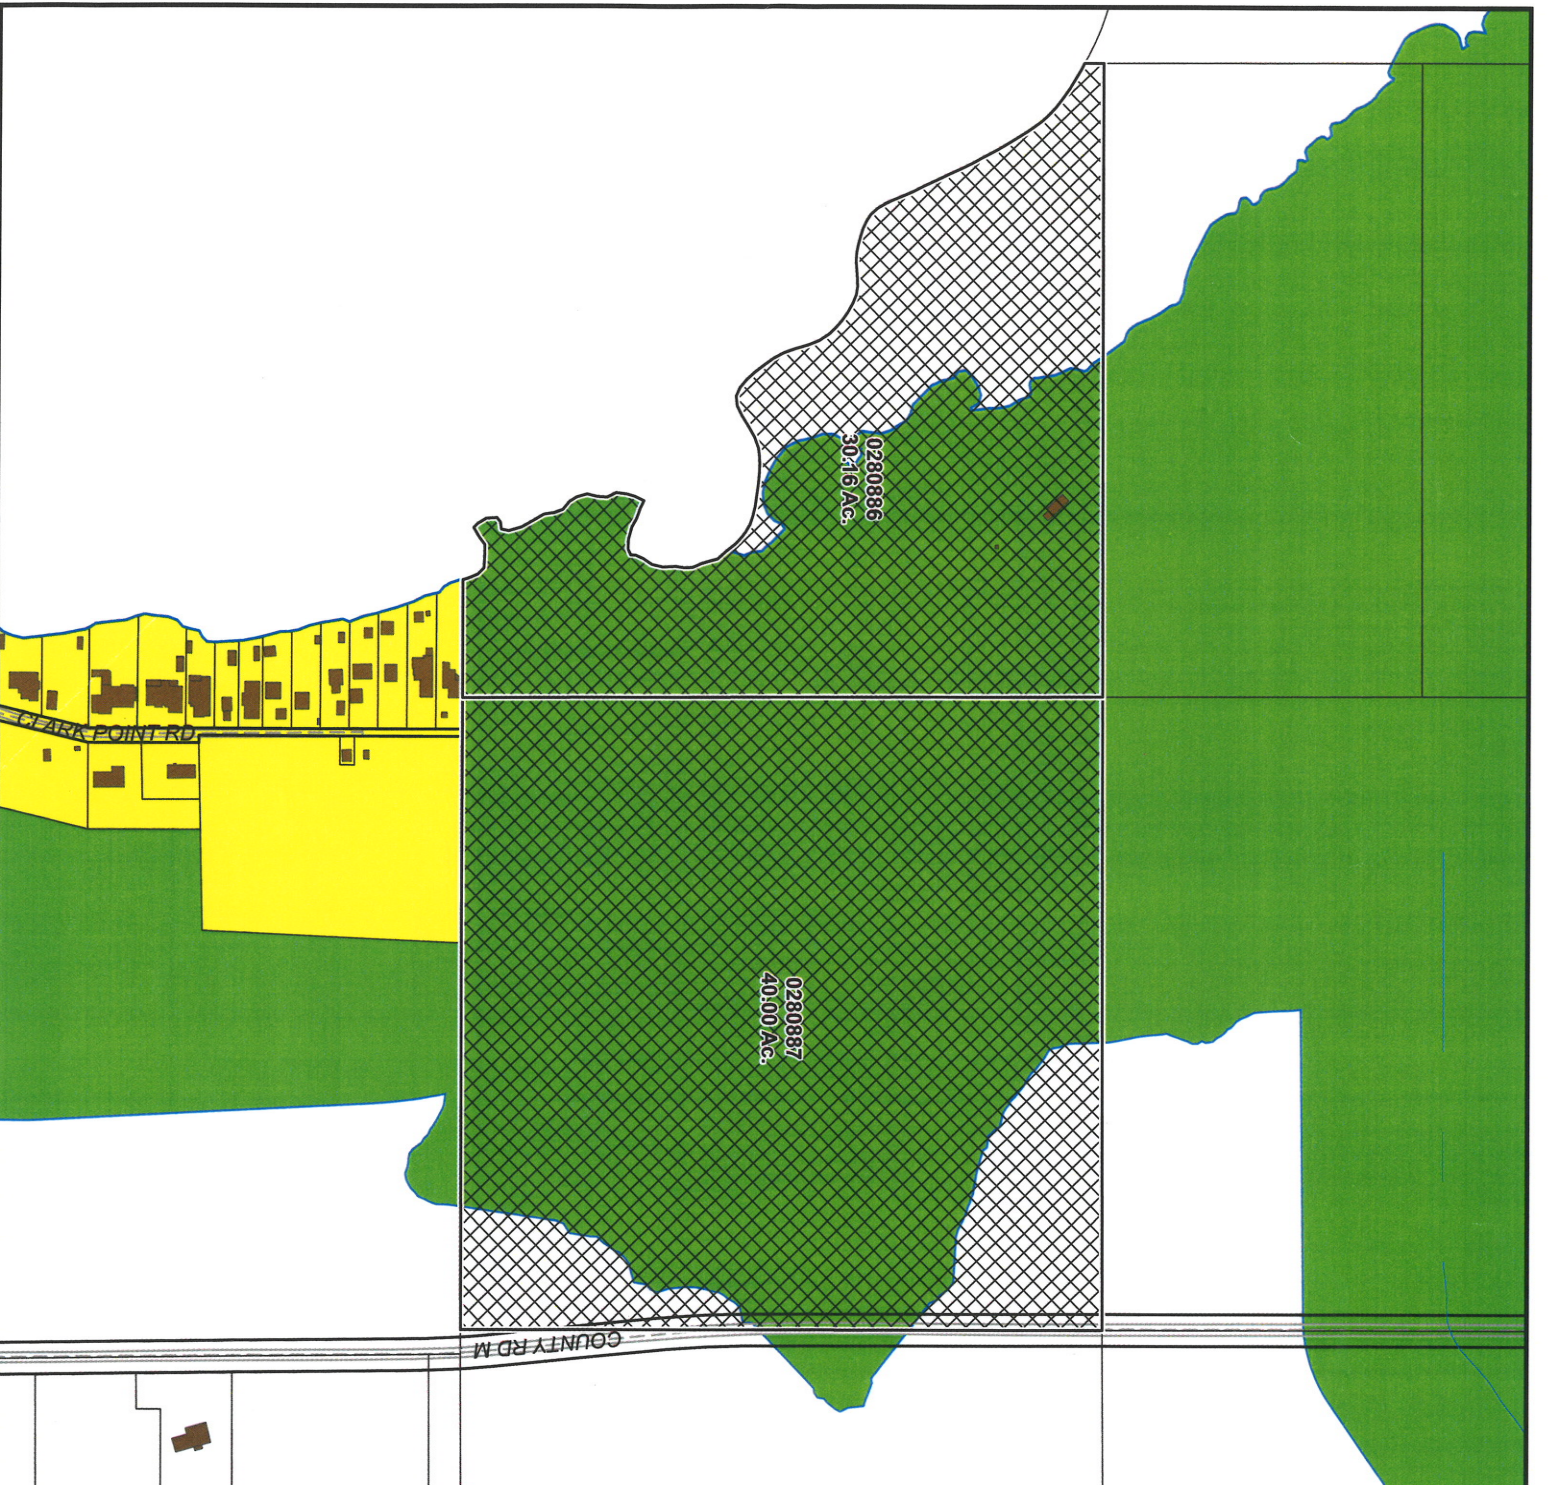 0280886
30.16 Ac.
CLARK POINT RD
0280887
40.00 Ac.
COUNTY RD M